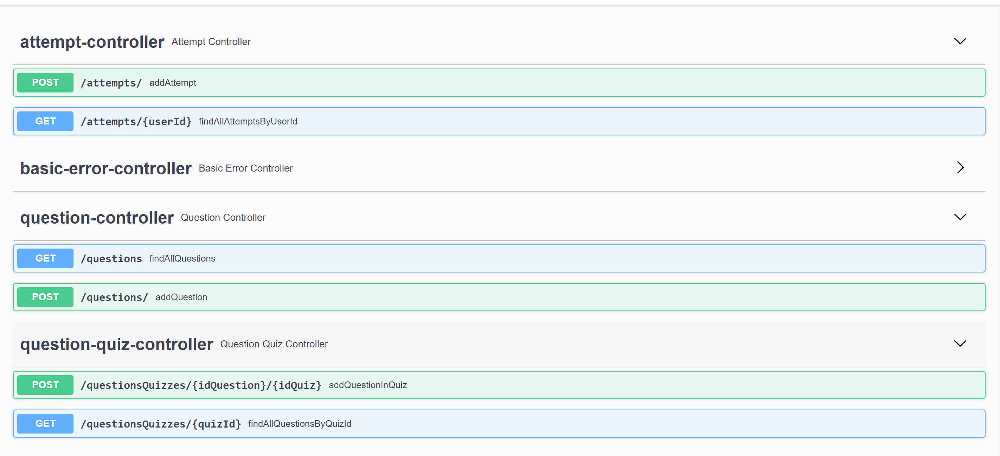 attempt-controller Attempt Controller
POST /attempts/ addAttempt
GET /attempts/{userId} findAllAttemptsByUserId
basic-error-controller Basic Error Controller
question-controller Question Controller
GET /questions findAllQuestions
POST /questions/ addQuestion
question-quiz-controller Question Quiz Controller
POST /questionsQuizzes/{idQuestion}/{idQuiz} addQuestionInQuiz
GET /questionsQuizzes/{quizId} findAllQuestionsByQuizId